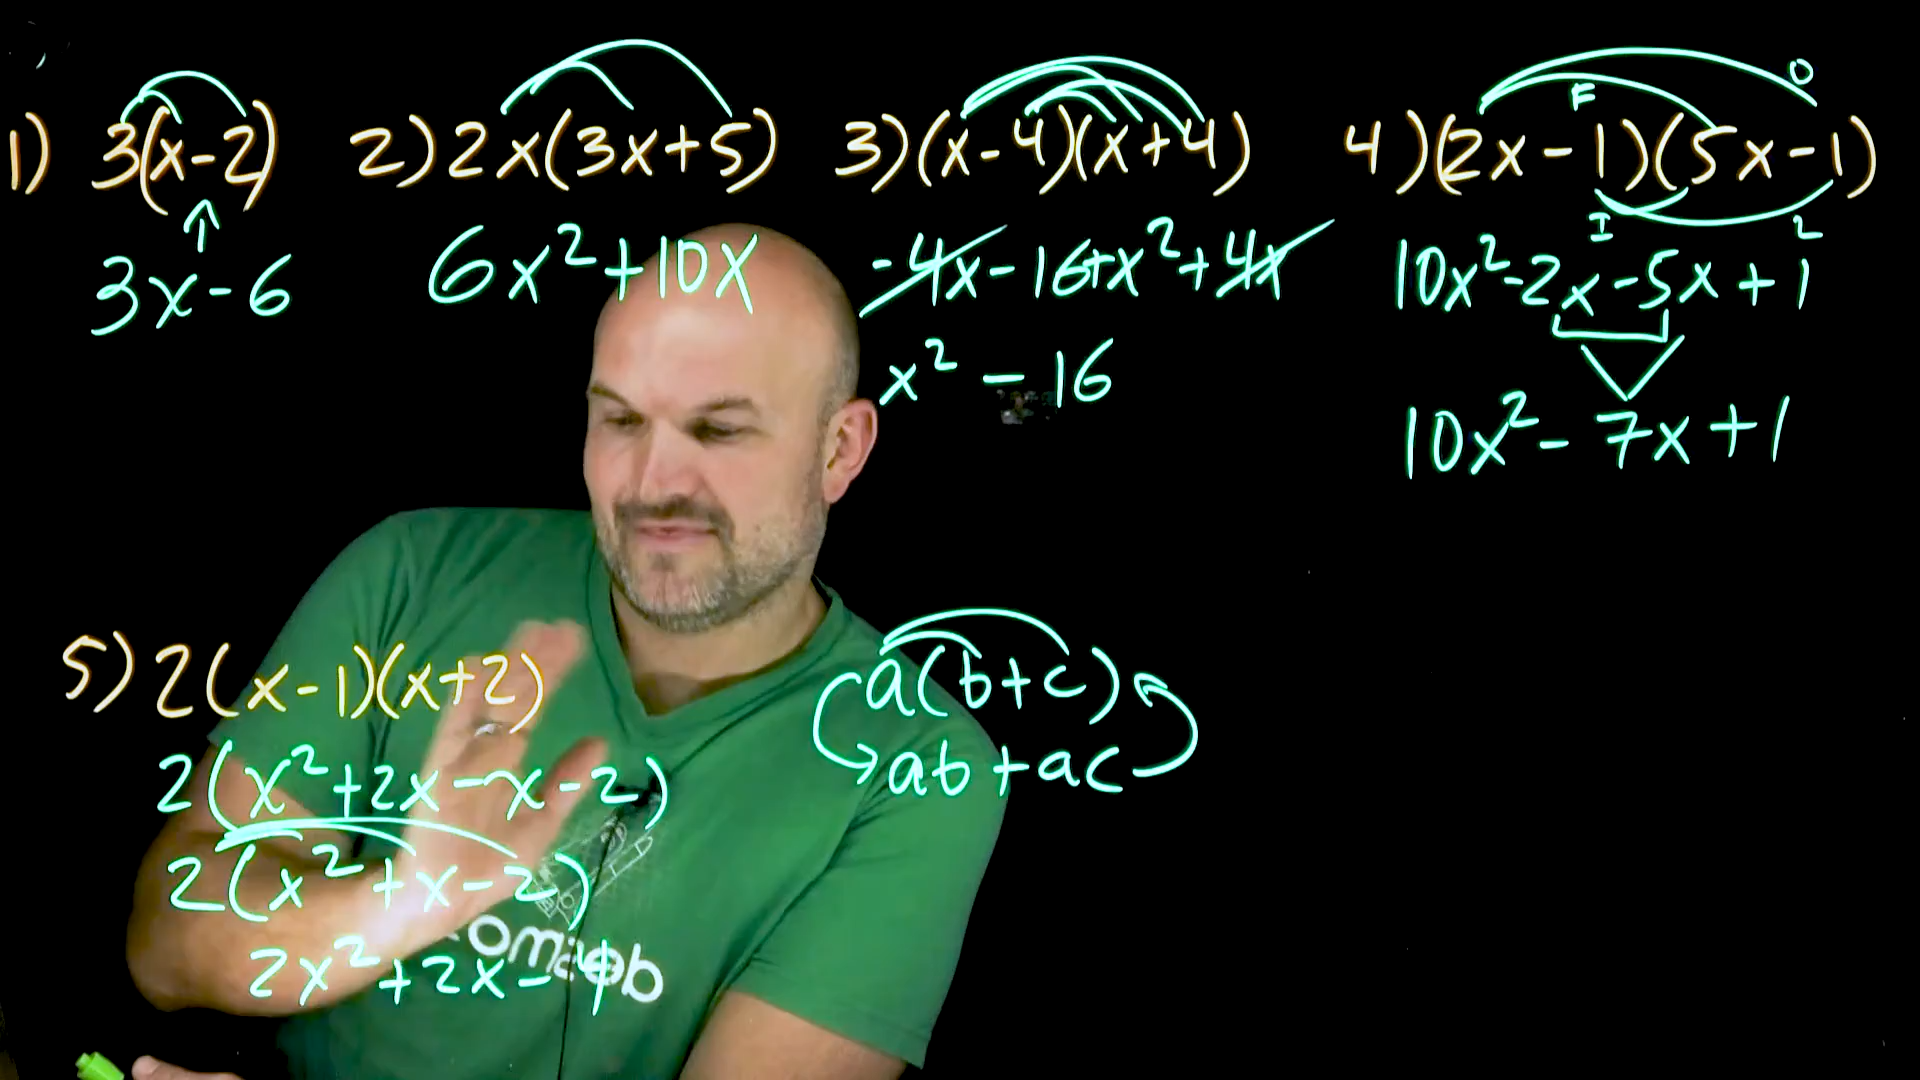 1) 3(x-2)
3x-6
2) 2x(3x+5)
6x²+10x
3) (x-4)(x+4)
-4x-16+x²+4x
x² - 16
4) (2x-1)(5x-1)
F O I L
10x²-2x-5x+1
10x²-7x+1
5) 2(x-1)(x+2)
2(x²+2x-x-2)
2(x²+x-2)
2x²+2x-4
a(b+c)
ab+ac